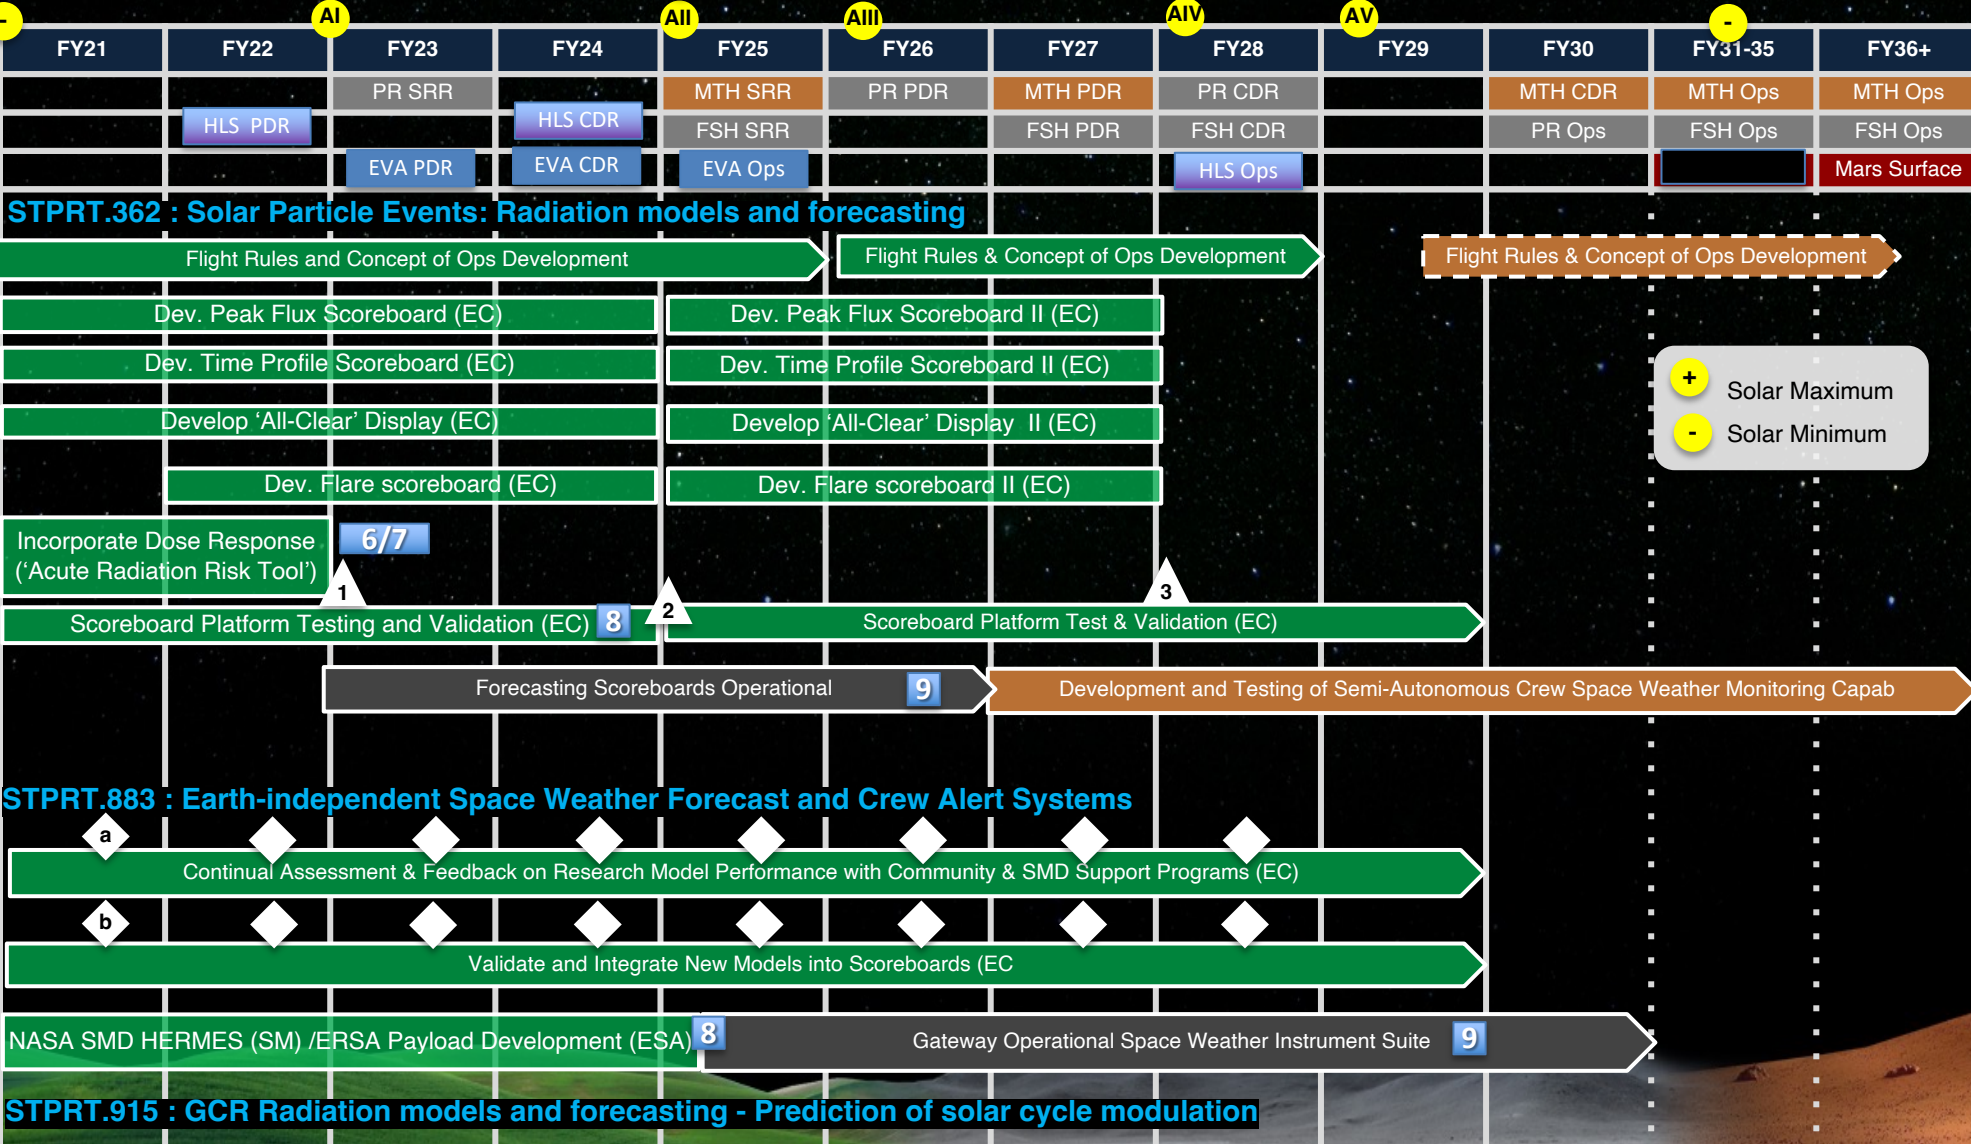 -
AI
AII
AIII
AIV
AV
-
FY21
FY22
FY23
FY24
FY25
FY26
FY27
FY28
FY29
FY30
FY31-35
FY36+
PR SRR
MTH SRR
PR PDR
MTH PDR
PR CDR
MTH CDR
MTH Ops
MTH Ops
HLS PDR
HLS CDR
FSH SRR
FSH PDR
FSH CDR
PR Ops
FSH Ops
FSH Ops
EVA PDR
EVA CDR
EVA Ops
HLS Ops
Mars Surface
STPRT.362 : Solar Particle Events: Radiation models and forecasting
Flight Rules and Concept of Ops Development
Flight Rules & Concept of Ops Development
Flight Rules & Concept of Ops Development
Dev. Peak Flux Scoreboard (EC)
Dev. Peak Flux Scoreboard II (EC)
Dev. Time Profile Scoreboard (EC)
Dev. Time Profile Scoreboard II (EC)
+
Solar Maximum
-
Solar Minimum
Develop ‘All-Clear’ Display (EC)
Develop ‘All-Clear’ Display II (EC)
Dev. Flare scoreboard (EC)
Dev. Flare scoreboard II (EC)
Incorporate Dose Response
(‘Acute Radiation Risk Tool’)
6/7
1
2
3
Scoreboard Platform Testing and Validation (EC)
8
Scoreboard Platform Test & Validation (EC)
Forecasting Scoreboards Operational
9
Development and Testing of Semi-Autonomous Crew Space Weather Monitoring Capab
STPRT.883 : Earth-independent Space Weather Forecast and Crew Alert Systems
a
Continual Assessment & Feedback on Research Model Performance with Community & SMD Support Programs (EC)
b
Validate and Integrate New Models into Scoreboards (EC
NASA SMD HERMES (SM) /ERSA Payload Development (ESA)
8
Gateway Operational Space Weather Instrument Suite
9
STPRT.915 : GCR Radiation models and forecasting - Prediction of solar cycle modulation